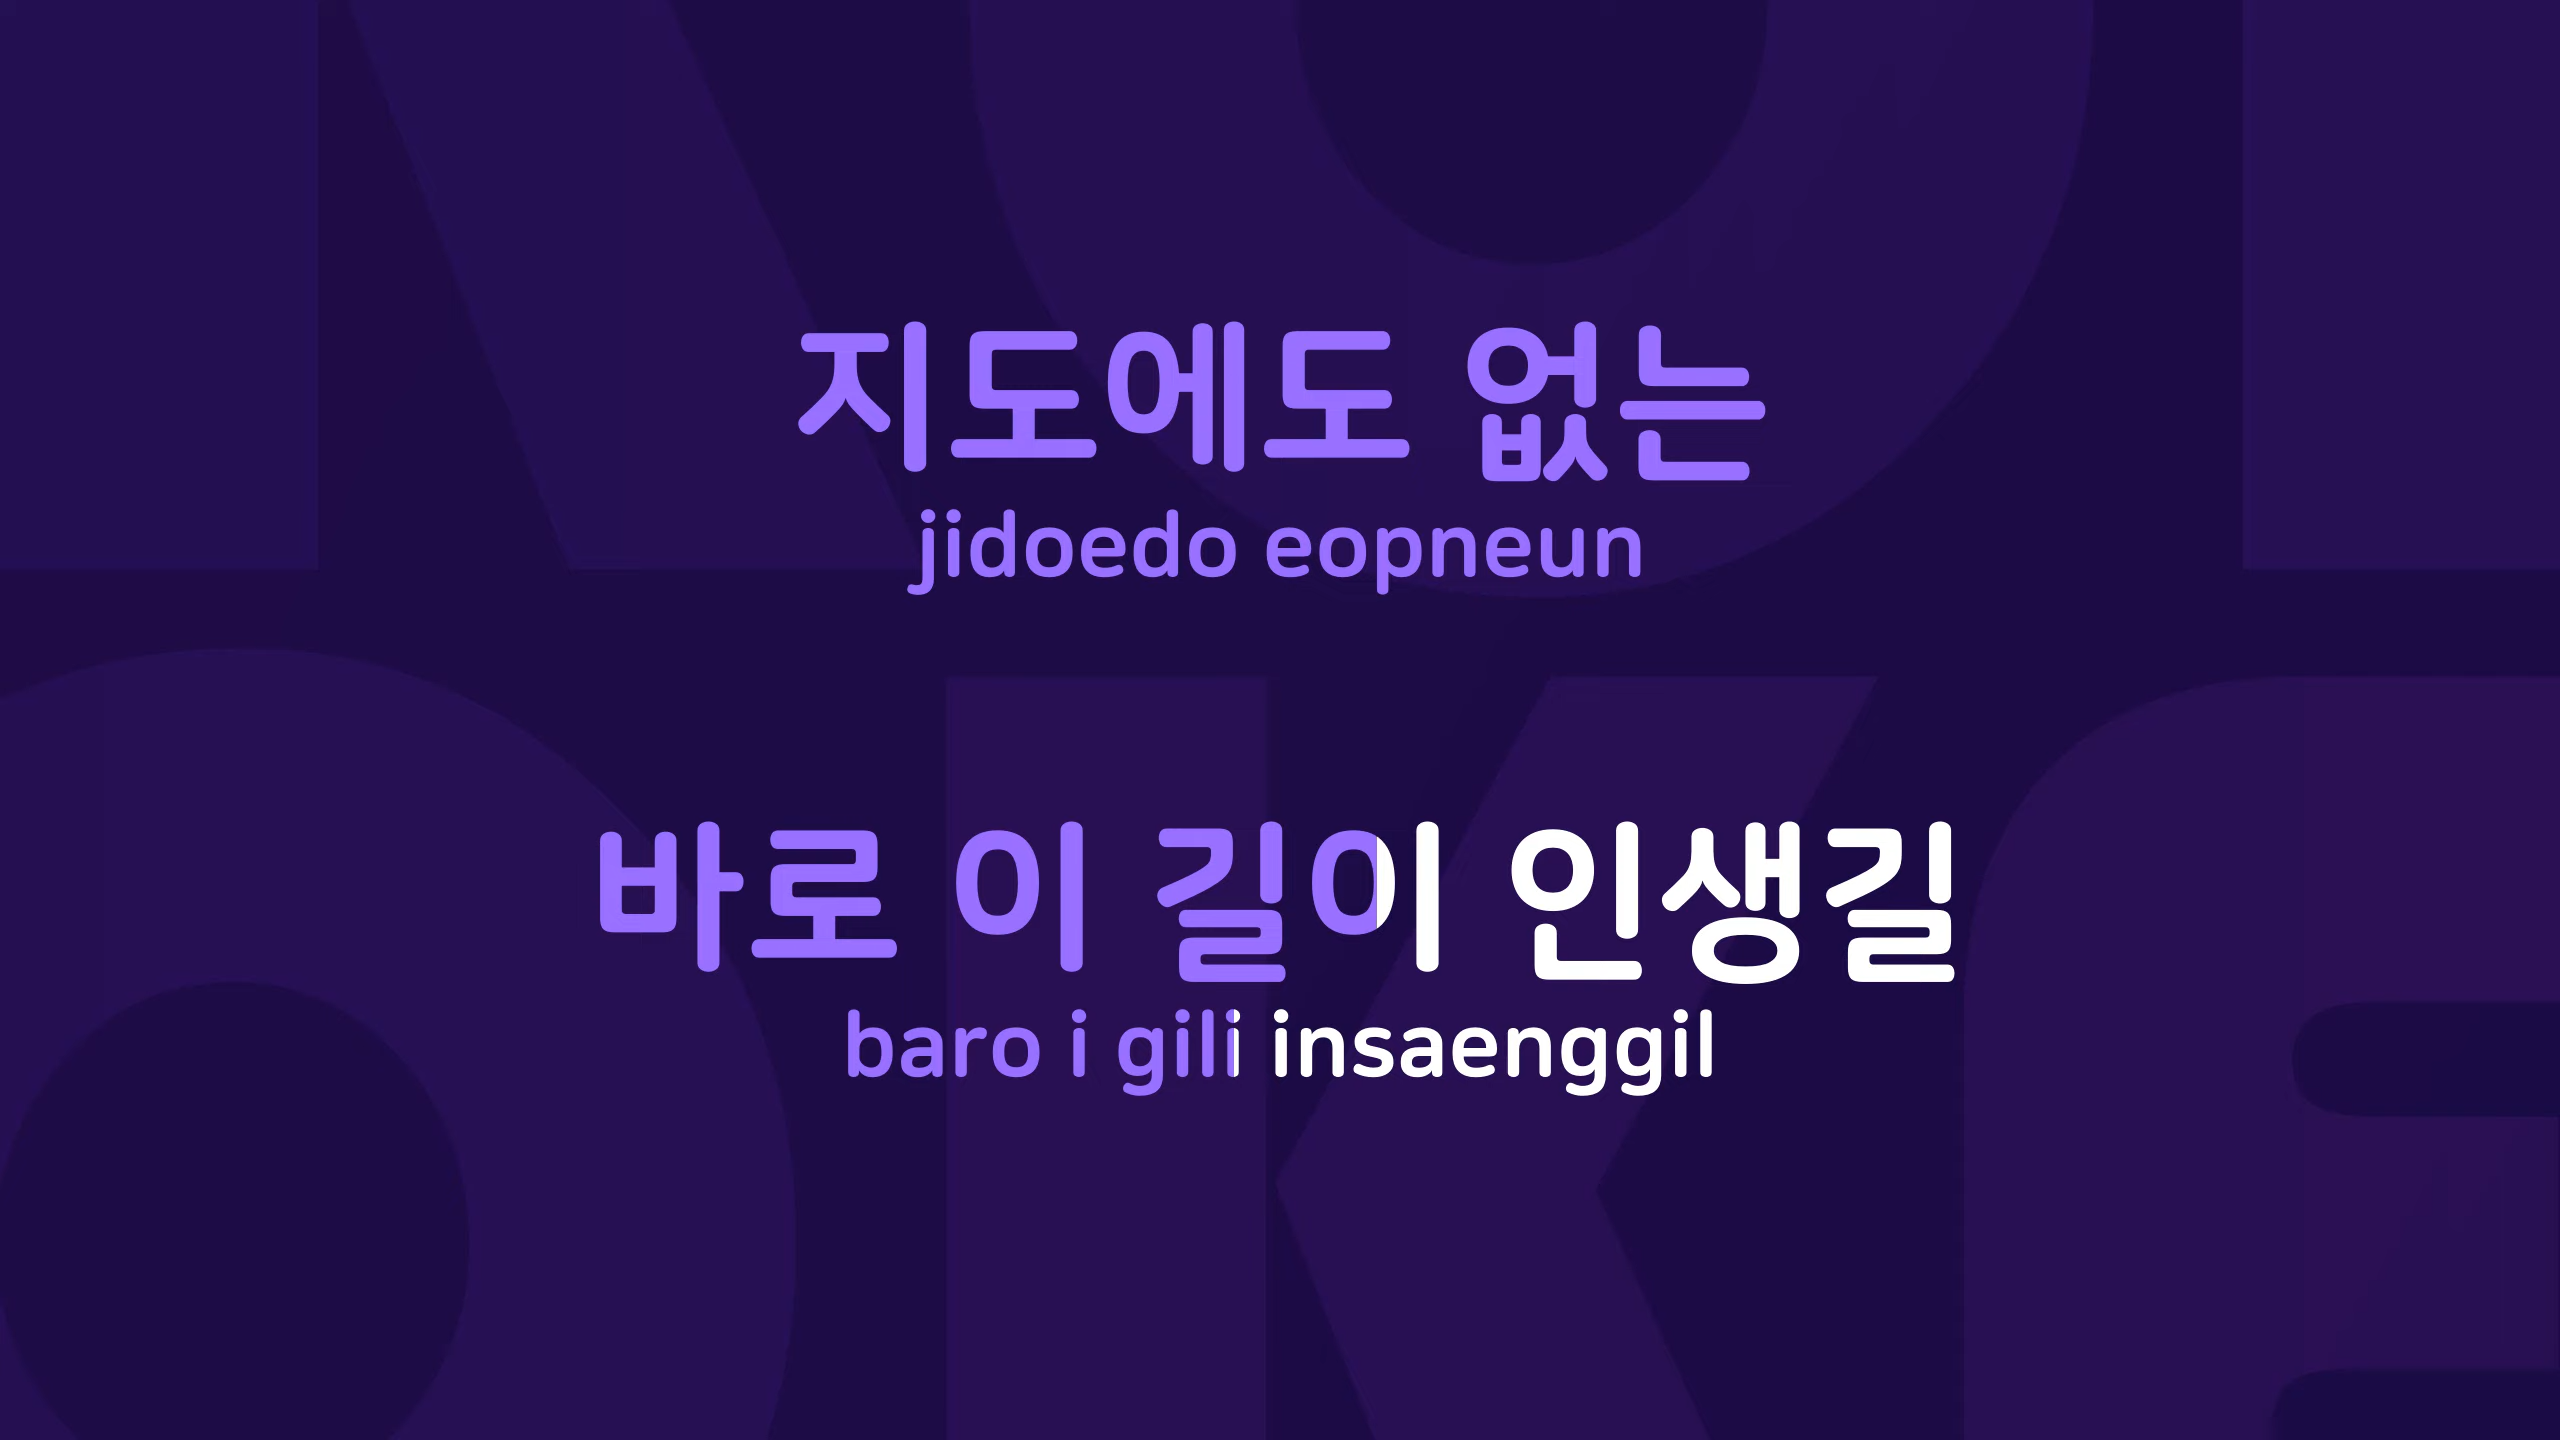 지도에도 없는
jidoedo eopneun
바로 이 길이 인생길
baro i gili insaenggil